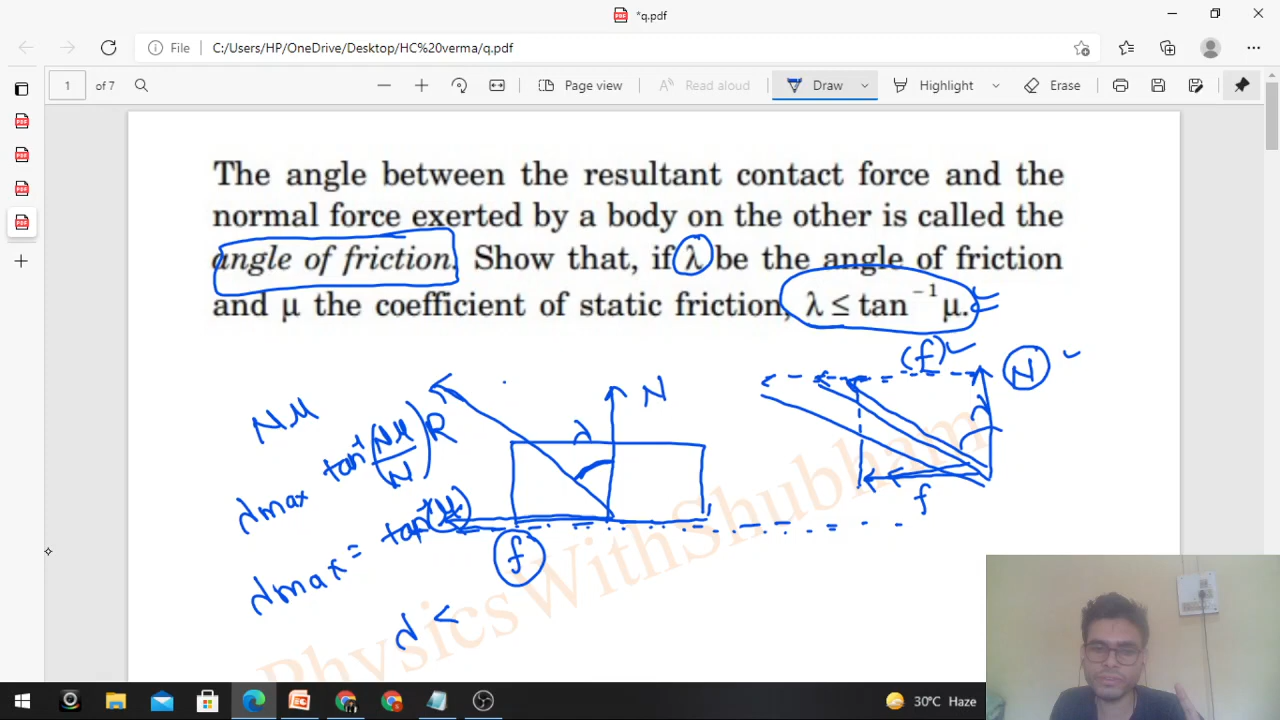 *q.pdf
File C:/Users/HP/OneDrive/Desktop/HC%20verma/q.pdf
1 of 7 Page view Read aloud Draw Highlight Erase
The angle between the resultant contact force and the
normal force exerted by a body on the other is called the
angle of friction. Show that, if λ be the angle of friction
and μ the coefficient of static friction, λ ≤ tan⁻¹ μ.
(f) N
Nμ N
λ
tan⁻¹(Nμ/N) R λ
λmax
λmax = tan⁻¹(μ) f
f
λ <
PhysicsWithShubham
30°C Haze